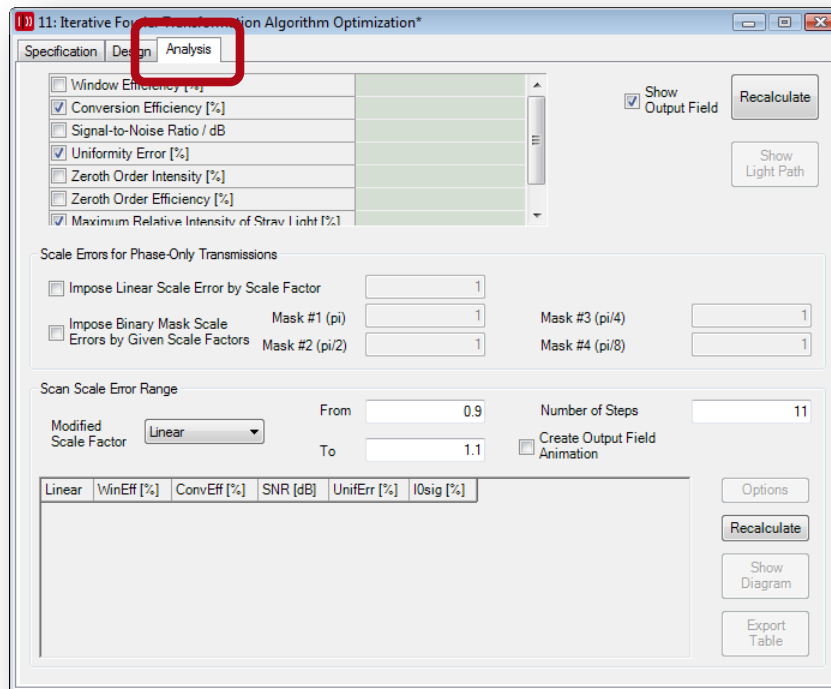 11: Iterative Fourier Transformation Algorithm Optimization*
Specification Design Analysis
Window Efficiency [%]
Conversion Efficiency [%]
Signal-to-Noise Ratio / dB
Uniformity Error [%]
Zeroth Order Intensity [%]
Zeroth Order Efficiency [%]
Maximum Relative Intensity of Stray Light [%]
Show
Output Field
Recalculate
Show
Light Path
Scale Errors for Phase-Only Transmissions
Impose Linear Scale Error by Scale Factor 1
Impose Binary Mask Scale
Errors by Given Scale Factors
Mask #1 (pi) 1 Mask #3 (pi/4) 1
Mask #2 (pi/2) 1 Mask #4 (pi/8) 1
Scan Scale Error Range
Modified
Scale Factor
Linear
From 0.9 Number of Steps 11
To 1.1
Create Output Field
Animation
Linear WinEff [%] ConvEff [%] SNR [dB] UnifErr [%] I0sig [%]
Options
Recalculate
Show
Diagram
Export
Table